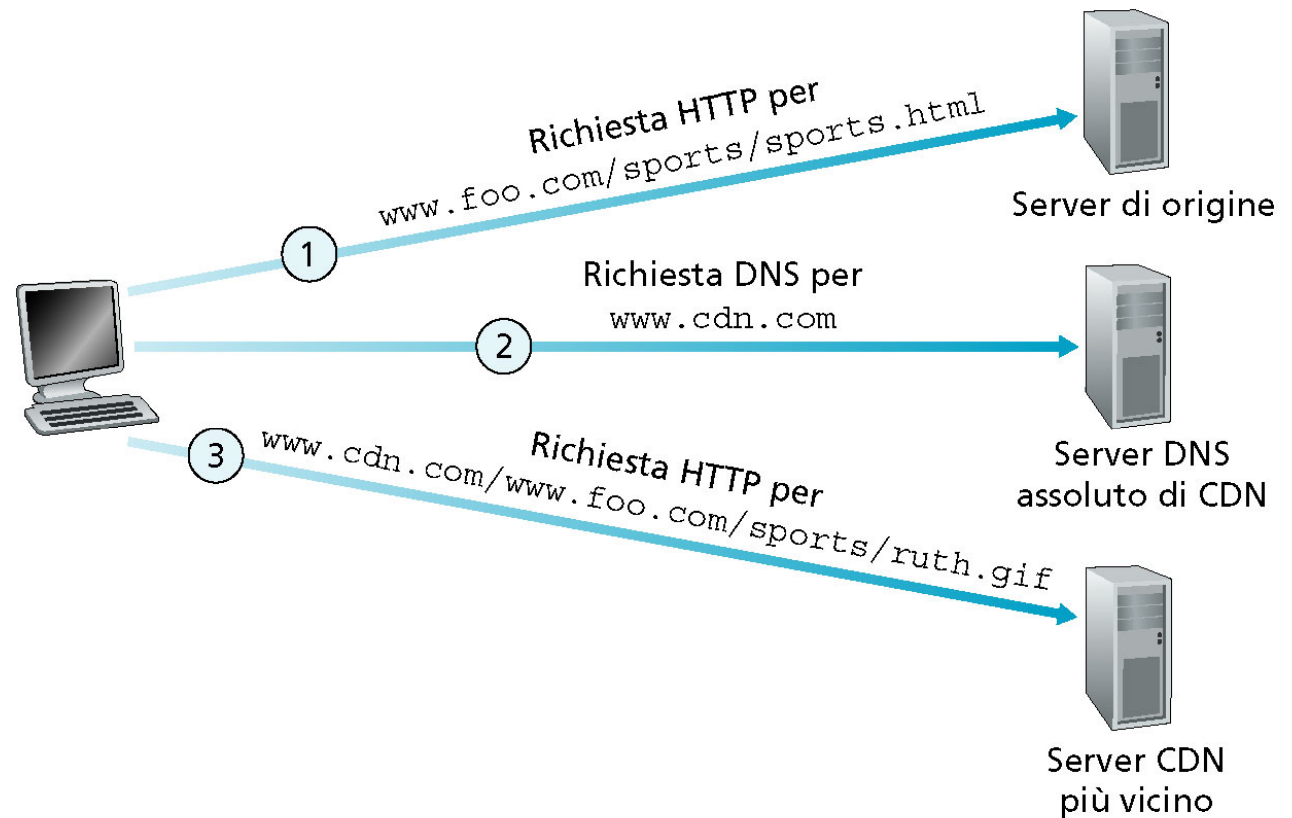 Richiesta HTTP per
www.foo.com/sports/sports.html
1
Server di origine
Richiesta DNS per
www.cdn.com
2
Server DNS
assoluto di CDN
Richiesta HTTP per
www.cdn.com/www.foo.com/sports/ruth.gif
3
Server CDN
più vicino